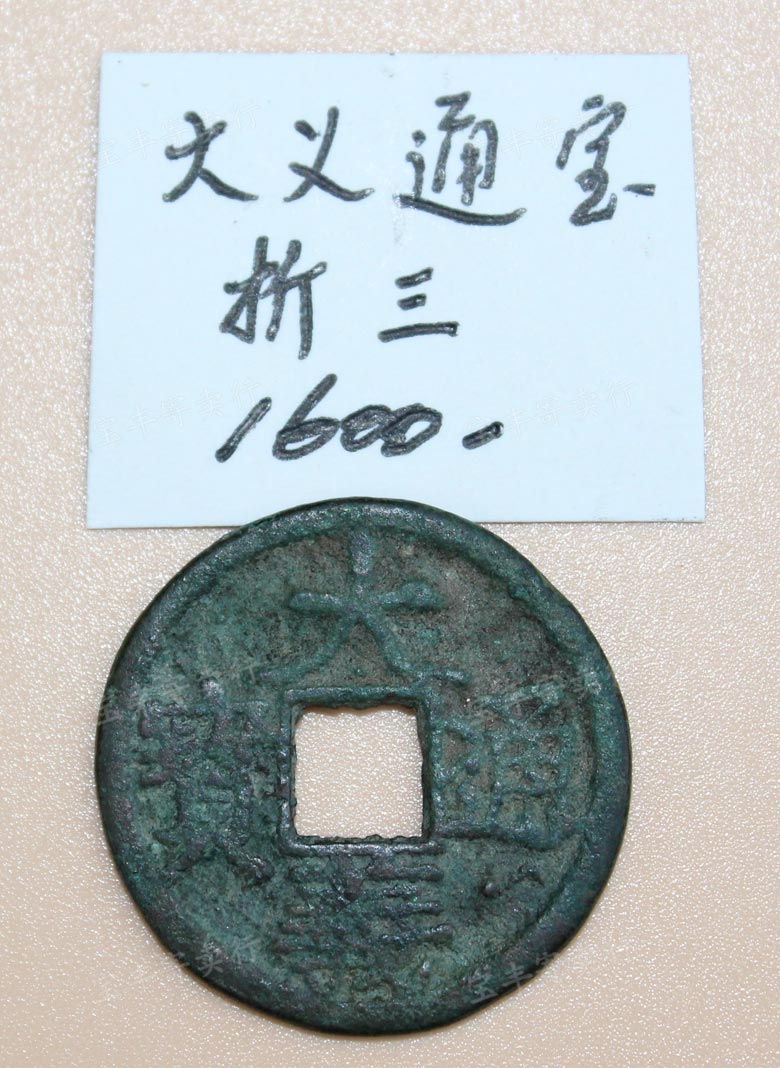 大义通宝
折三
1600-
大義通寶